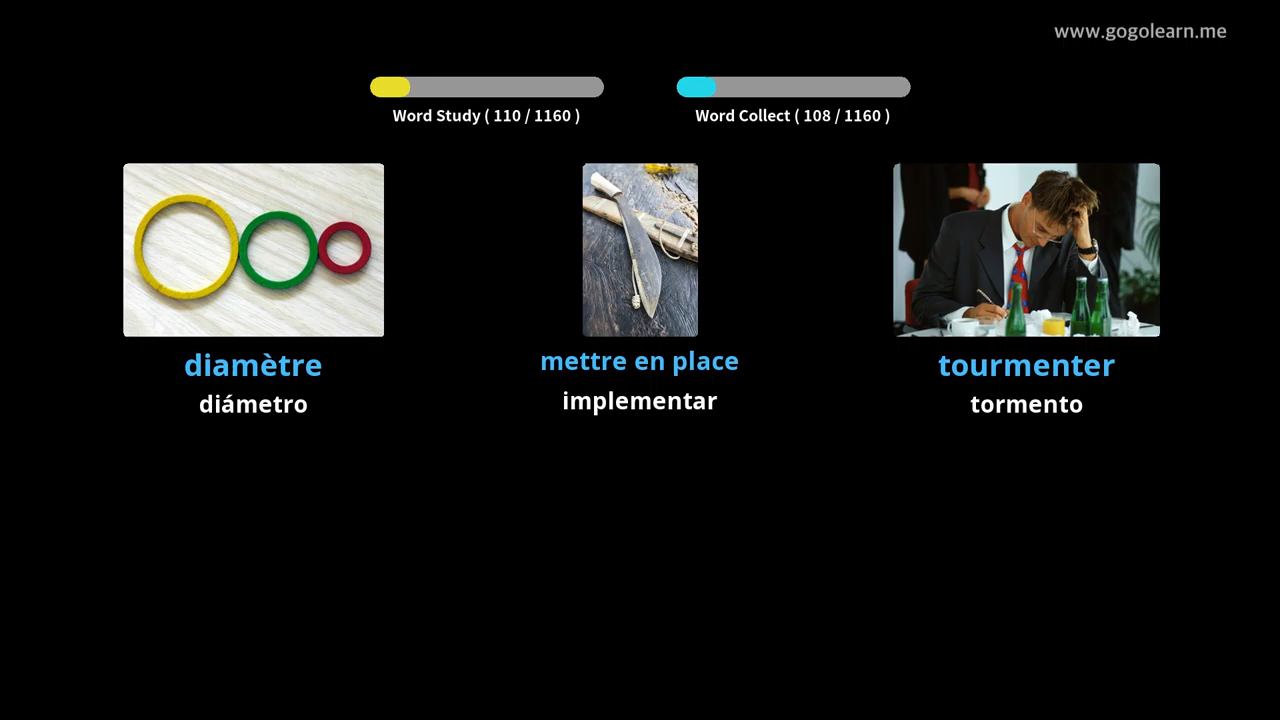 www.gogolearn.me
Word Study ( 110 / 1160 )
Word Collect ( 108 / 1160 )
diamètre
diámetro
mettre en place
implementar
tourmenter
tormento